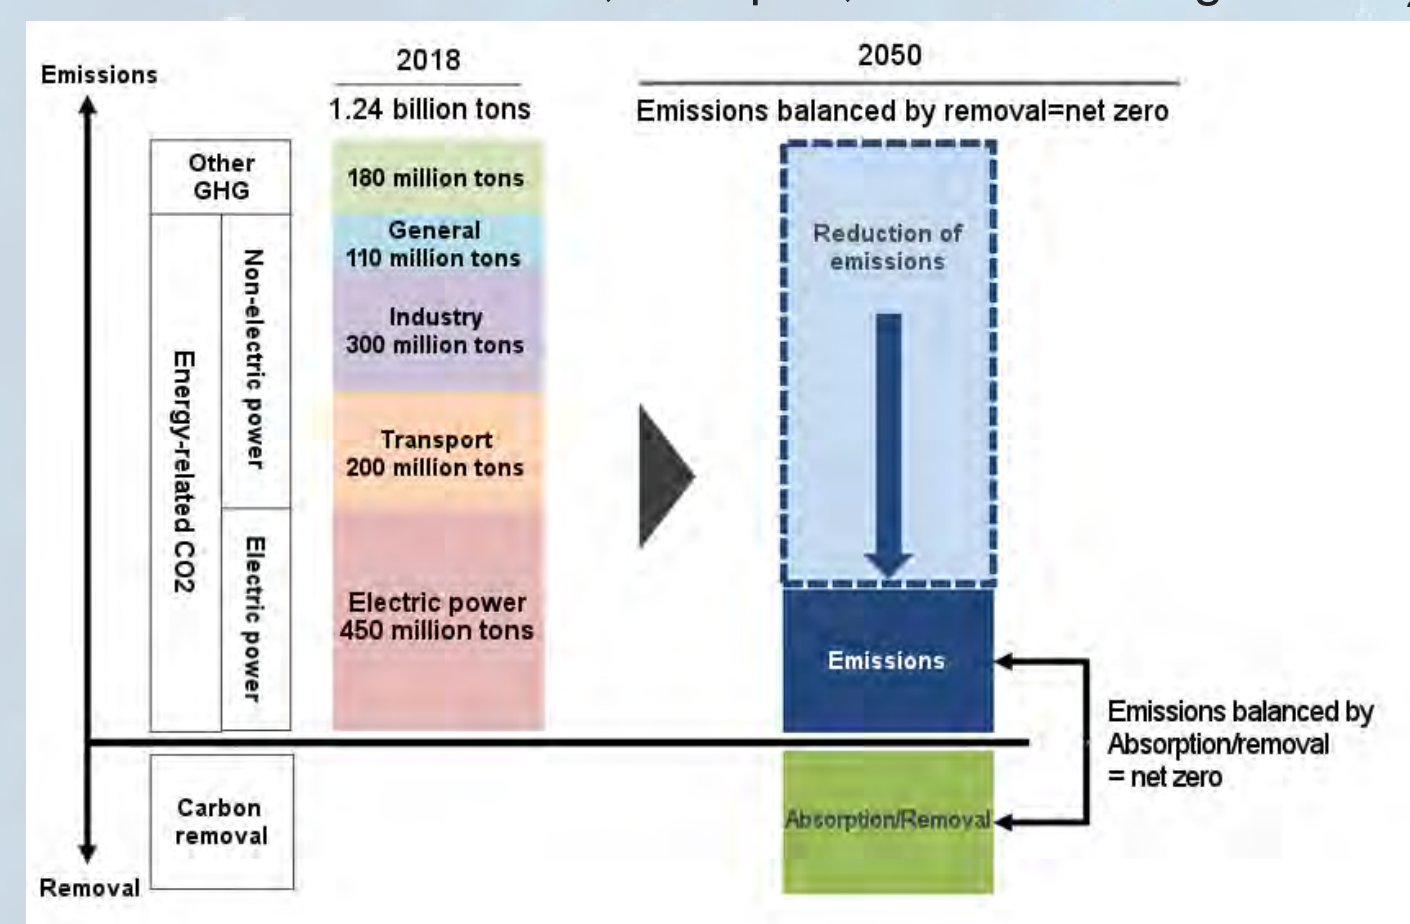 Emissions
2018
1.24 billion tons
2050
Emissions balanced by removal=net zero
Other
GHG
Energy-related CO2
Non-electric power
Electric power
180 million tons
General
110 million tons
Industry
300 million tons
Transport
200 million tons
Electric power
450 million tons
Reduction of
emissions
Emissions
Absorption/Removal
Emissions balanced by
Absorption/removal
= net zero
Carbon
removal
Removal